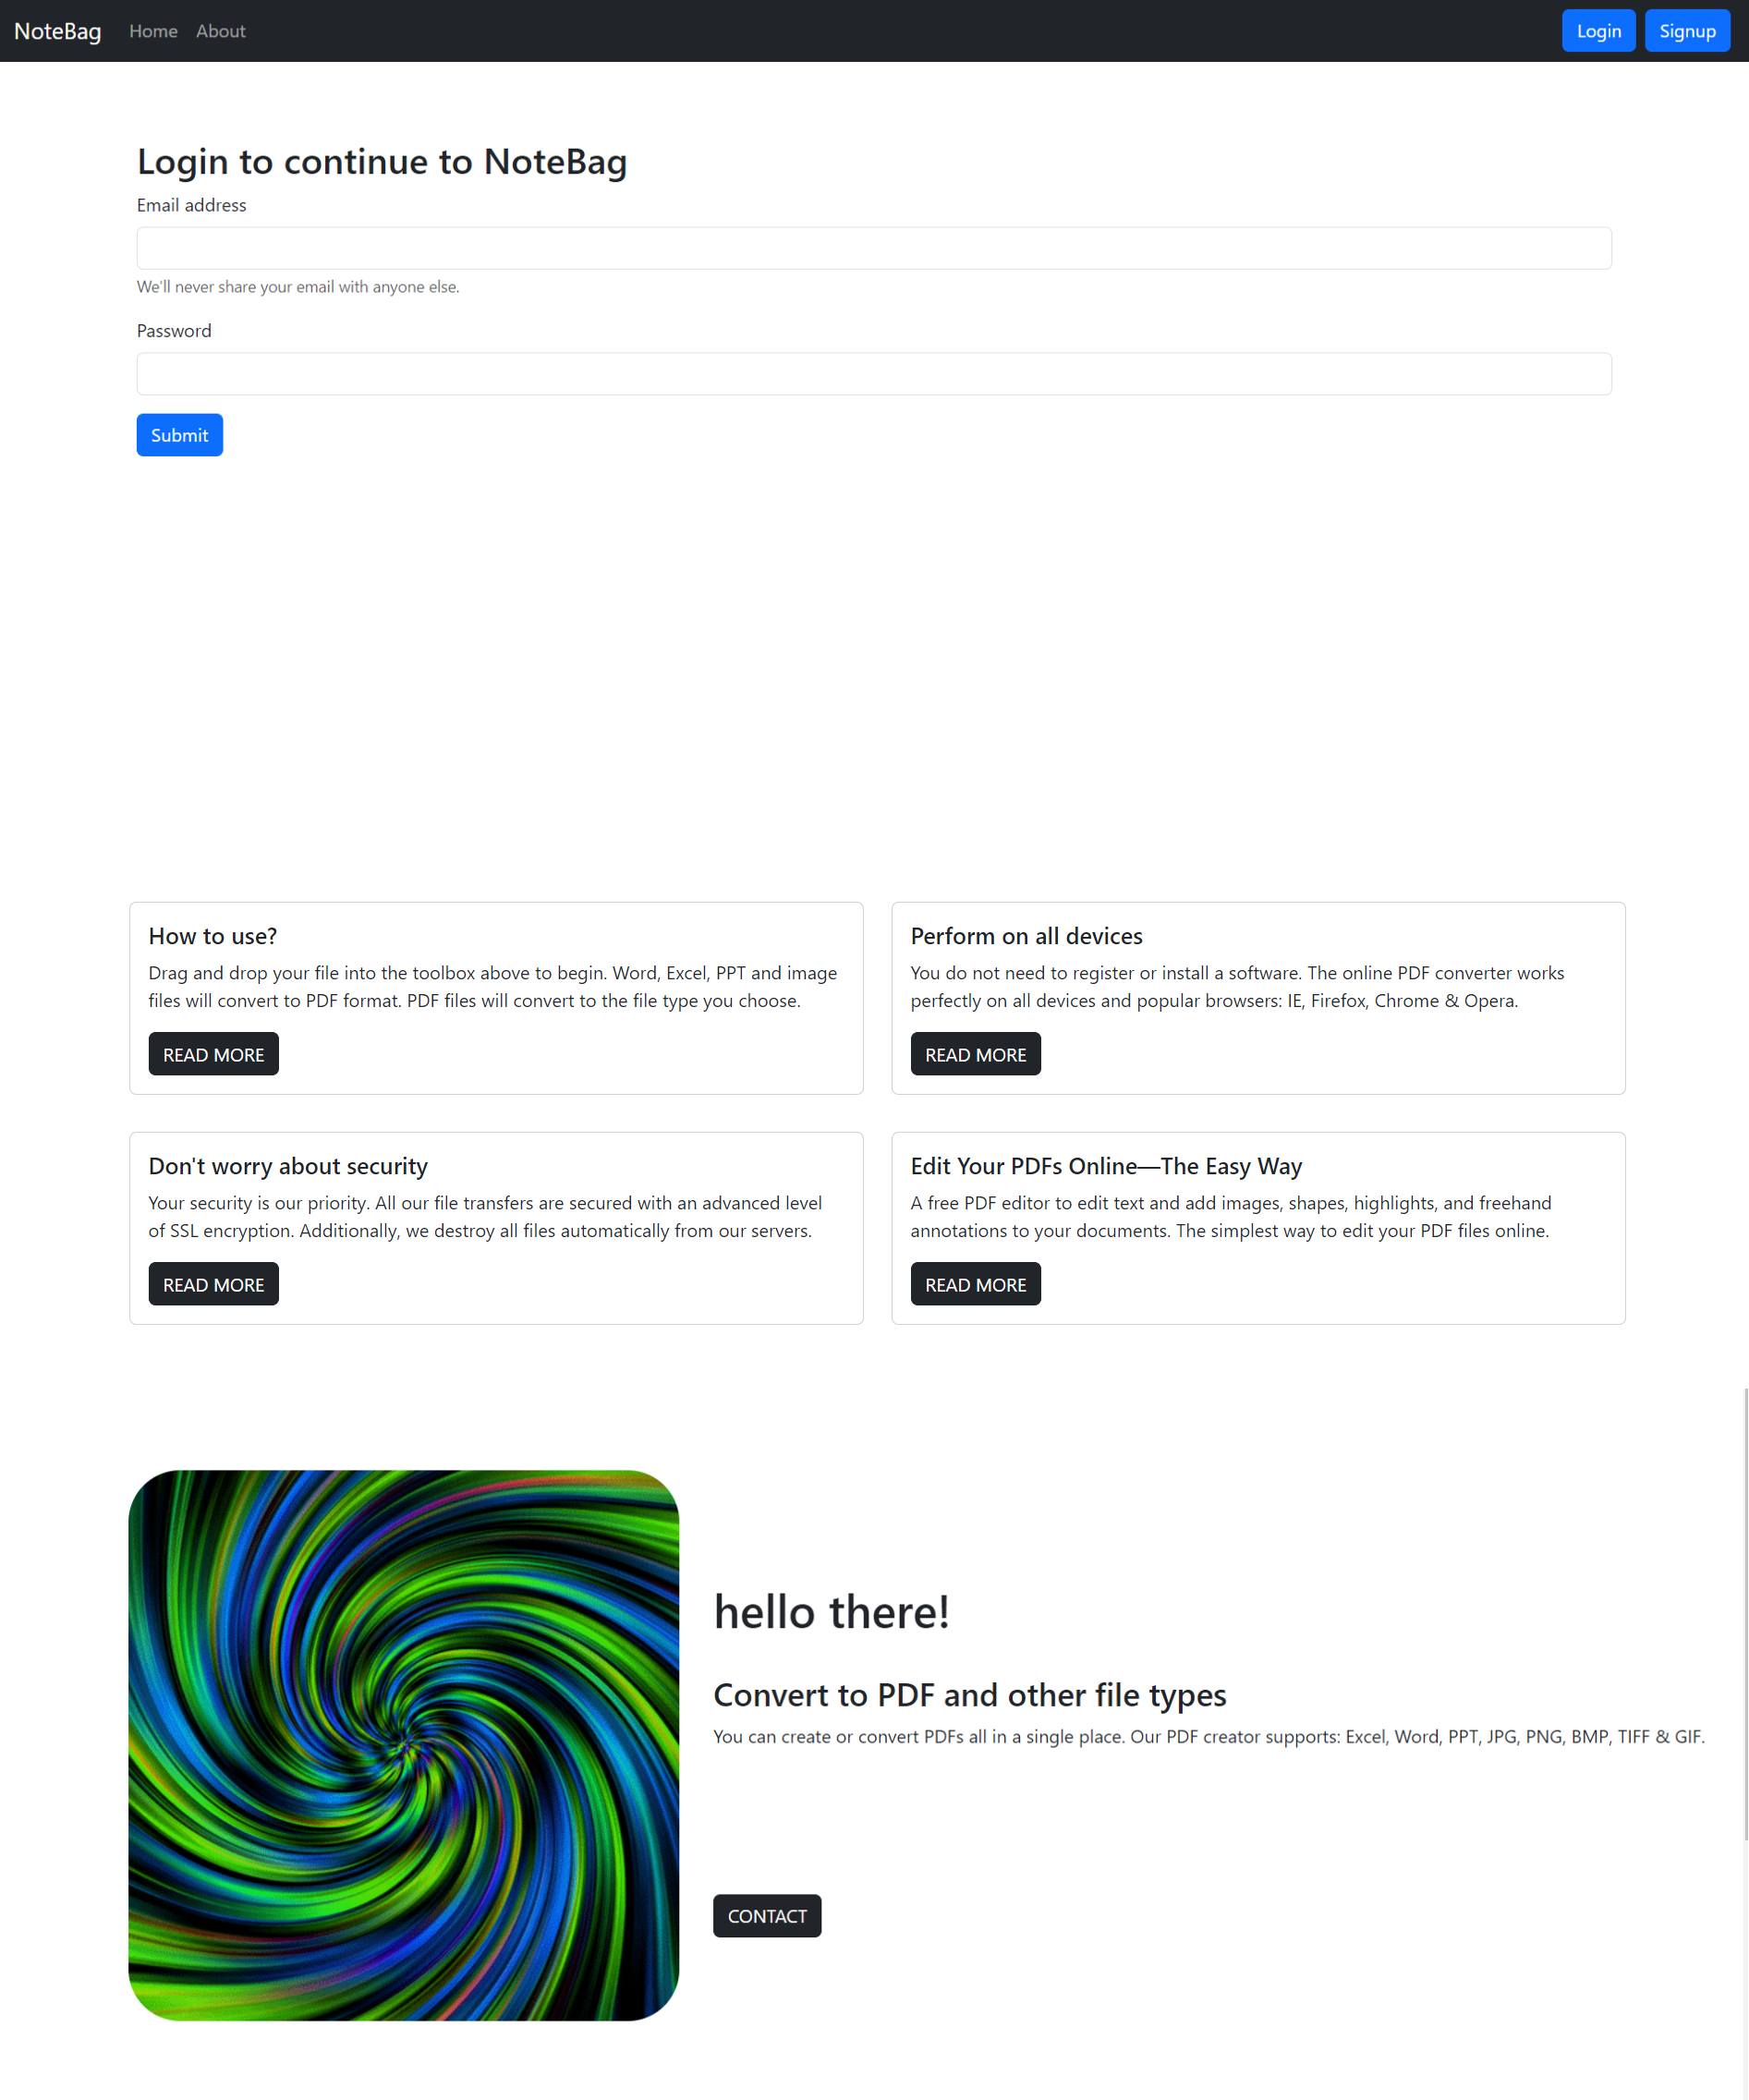 NoteBag Home About Login Signup
Login to continue to NoteBag
Email address
We'll never share your email with anyone else.
Password
Submit
How to use?
Drag and drop your file into the toolbox above to begin. Word, Excel, PPT and image
files will convert to PDF format. PDF files will convert to the file type you choose.
READ MORE
Perform on all devices
You do not need to register or install a software. The online PDF converter works
perfectly on all devices and popular browsers: IE, Firefox, Chrome & Opera.
READ MORE
Don't worry about security
Your security is our priority. All our file transfers are secured with an advanced level
of SSL encryption. Additionally, we destroy all files automatically from our servers.
READ MORE
Edit Your PDFs Online—The Easy Way
A free PDF editor to edit text and add images, shapes, highlights, and freehand
annotations to your documents. The simplest way to edit your PDF files online.
READ MORE
hello there!
Convert to PDF and other file types
You can create or convert PDFs all in a single place. Our PDF creator supports: Excel, Word, PPT, JPG, PNG, BMP, TIFF & GIF.
CONTACT